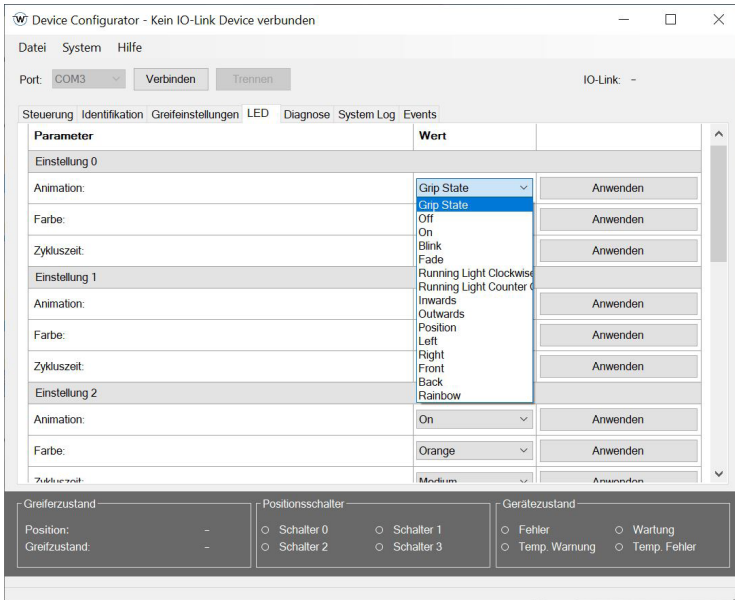 Device Configurator - Kein IO-Link Device verbunden
Datei System Hilfe
Port: COM3 Verbinden Trennen IO-Link: -
Steuerung Identifikation Greifeinstellungen LED Diagnose System Log Events
Parameter Wert
Einstellung 0
Animation: Grip State Anwenden
Grip State
Farbe: Off Anwenden
On
Blink
Zykluszeit: Fade Anwenden
Running Light Clockwise
Einstellung 1
Running Light Counter
Animation: Inwards Anwenden
Outwards
Position
Farbe: Left Anwenden
Right
Zykluszeit: Front Anwenden
Back
Einstellung 2
Rainbow
Animation: On Anwenden
Farbe: Orange Anwenden
Zykluszeit: Medium Anwenden
Greiferzustand Positionsschalter Gerätezustand
Position: - Schalter 0 Schalter 1 Fehler Wartung
Greifzustand: - Schalter 2 Schalter 3 Temp. Warnung Temp. Fehler